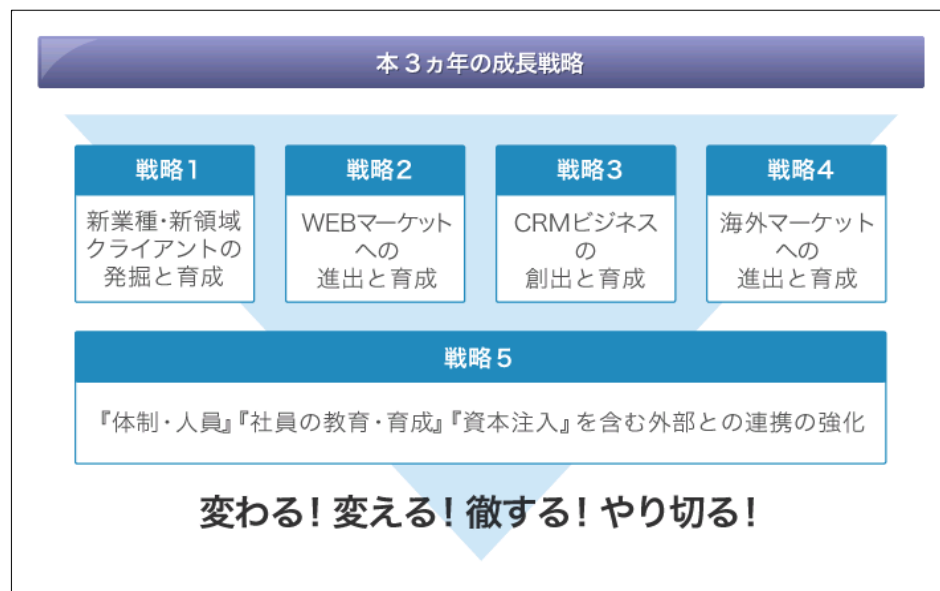 本3ヵ年の成長戦略
戦略1
新業種・新領域
クライアントの
発掘と育成
戦略2
WEBマーケット
への
進出と育成
戦略3
CRMビジネス
の
創出と育成
戦略4
海外マーケット
への
進出と育成
戦略5
『体制・人員』『社員の教育・育成』『資本注入』を含む外部との連携の強化
変わる！変える！徹する！やり切る！